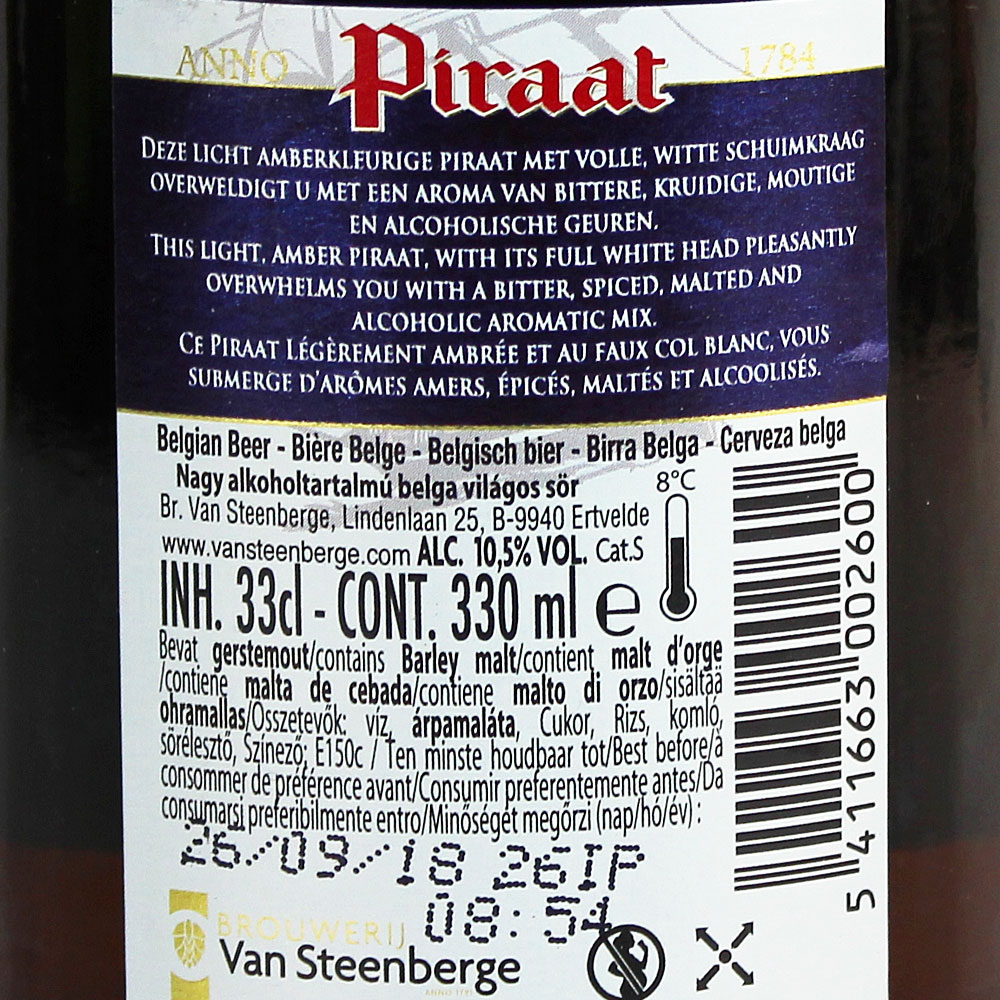 ANNO Piraat 1784
DEZE LICHT AMBERKLEURIGE PIRAAT MET VOLLE, WITTE SCHUIMKRAAG
OVERWELDIGT U MET EEN AROMA VAN BITTERE, KRUIDIGE, MOUTIGE
EN ALCOHOLISCHE GEUREN.
THIS LIGHT, AMBER PIRAAT, WITH ITS FULL WHITE HEAD PLEASANTLY
OVERWHELMS YOU WITH A BITTER, SPICED, MALTED AND
ALCOHOLIC AROMATIC MIX.
CE PIRAAT LÉGÈREMENT AMBRÉE ET AU FAUX COL BLANC, VOUS
SUBMERGE D'ARÔMES AMERS, ÉPICÉS, MALTÉS ET ALCOOLISÉS.
Belgian Beer - Bière Belge - Belgisch bier - Birra Belga - Cerveza belga
Nagy alkoholtartalmú belga világos sör
8°C
Br. Van Steenberge, Lindenlaan 25, B-9940 Ertvelde
www.vansteenberge.com ALC. 10,5% VOL. Cat.S
INH. 33cl - CONT. 330 ml e
Bevat gerstemout/contains Barley malt/contient malt d'orge
/contiene malta de cebada/contiene malto di orzo/sisältää
ohramallas/Összetevők: víz, árpamaláta, Cukor, Rizs, komló,
sörélesztő, Színező; E150c / Ten minste houdbaar tot/Best before/à
consommer de préférence avant/Consumir preferentemente antes/Da
consumarsi preferibilmente entro/Minőségét megőrzi (nap/hó/év) :
26/09/18 26IP
08:54
5 411663 002600
BROUWERIJ
Van Steenberge